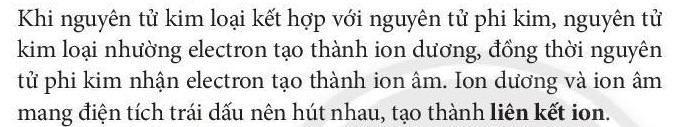 Khi nguyên tử kim loại kết hợp với nguyên tử phi kim, nguyên tử
kim loại nhường electron tạo thành ion dương, đồng thời nguyên
tử phi kim nhận electron tạo thành ion âm. Ion dương và ion âm
mang điện tích trái dấu nên hút nhau, tạo thành liên kết ion.